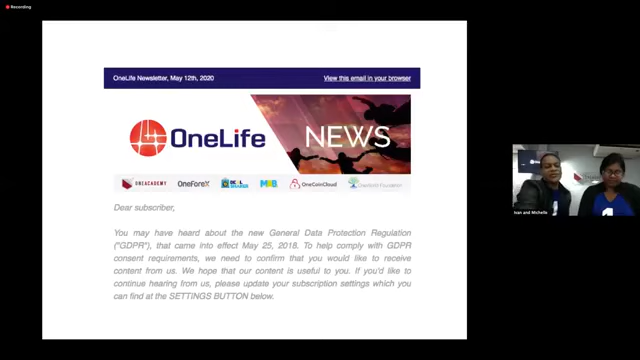 Recording
OneLife Newsletter, May 12th, 2020
View this email in your browser
OneLife
NEWS
ONEACADEMY
ONEFOREX
DEAL SHAKER
OneCoinCloud
OneWorld Foundation
Dear subscriber,
You may have heard about the new General Data Protection Regulation
("GDPR"), that came into effect May 25, 2018. To help comply with GDPR
consent requirements, we need to confirm that you would like to receive
content from us. We hope that our content is useful to you. If you'd like to
continue hearing from us, please update your subscription settings which you
can find at the SETTINGS BUTTON below.
Ivan and Michelle